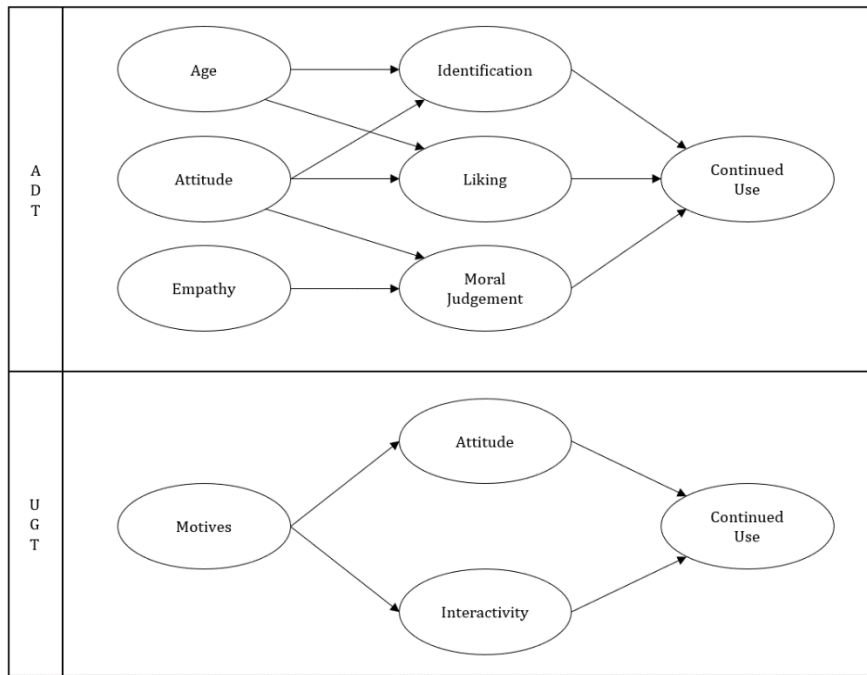 A
D
T
Age
Identification
Attitude
Liking
Continued
Use
Empathy
Moral
Judgement
U
G
T
Attitude
Motives
Continued
Use
Interactivity